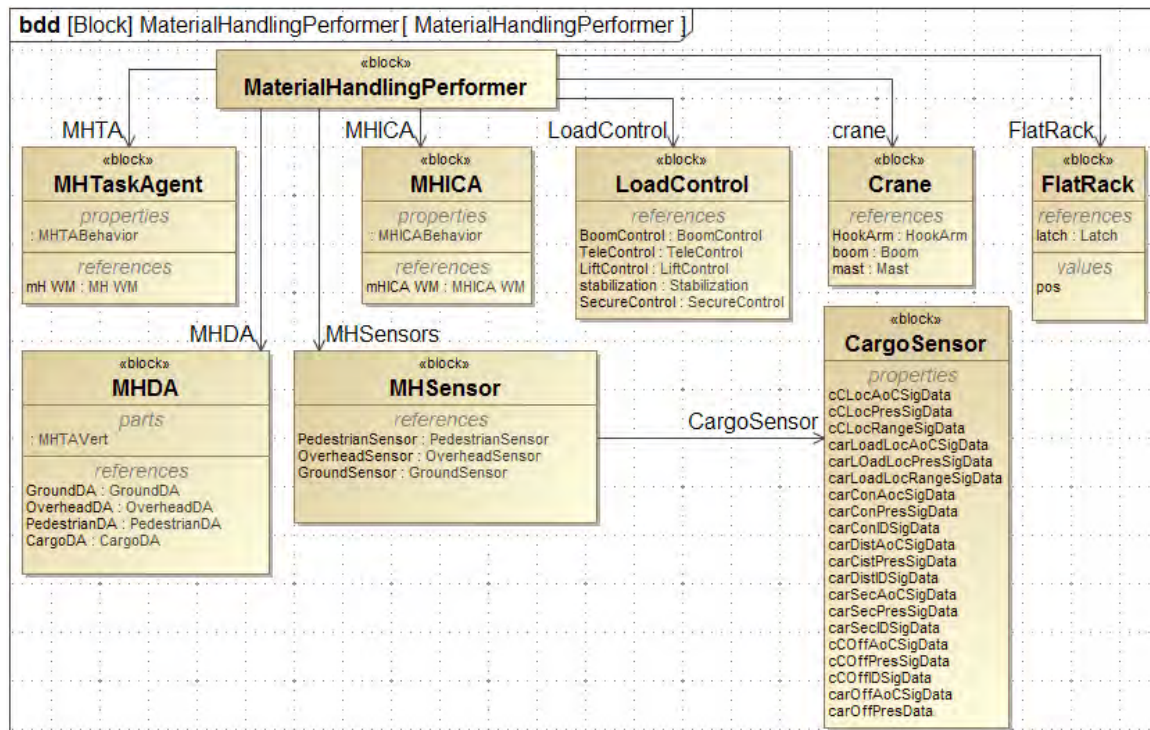 bdd [Block] MaterialHandlingPerformer[ MaterialHandlingPerformer ]
«block»
MaterialHandlingPerformer
MHTA
MHICA
LoadControl
crane
FlatRack
«block»
MHTaskAgent
properties
: MHTABehavior
references
mH WM : MH WM
«block»
MHICA
properties
: MHICABehavior
references
mHICA WM : MHICA WM
«block»
LoadControl
references
BoomControl : BoomControl
TeleControl : TeleControl
LiftControl : LiftControl
stabilization : Stabilization
SecureControl : SecureControl
«block»
Crane
references
HookArm : HookArm
boom : Boom
mast : Mast
«block»
FlatRack
references
latch : Latch
values
pos
MHDA
MHSensors
«block»
MHDA
parts
: MHTAVert
references
GroundDA : GroundDA
OverheadDA : OverheadDA
PedestrianDA : PedestrianDA
CargoDA : CargoDA
«block»
MHSensor
references
PedestrianSensor : PedestrianSensor
OverheadSensor : OverheadSensor
GroundSensor : GroundSensor
CargoSensor
«block»
CargoSensor
properties
cCLocAoCSigData
cCLocPresSigData
cCLocRangeSigData
carLoadLocAoCSigData
carLOadLocPresSigData
carLoadLocRangeSigData
carConAocSigData
carConPresSigData
carConIDSigData
carDistAoCSigData
carCistPresSigData
carDistIDSigData
carSecAoCSigData
carSecPresSigData
carSecIDSigData
cCOffAoCSigData
cCOffPresSigData
cCOffIDSigData
carOffAoCSigData
carOffPresData